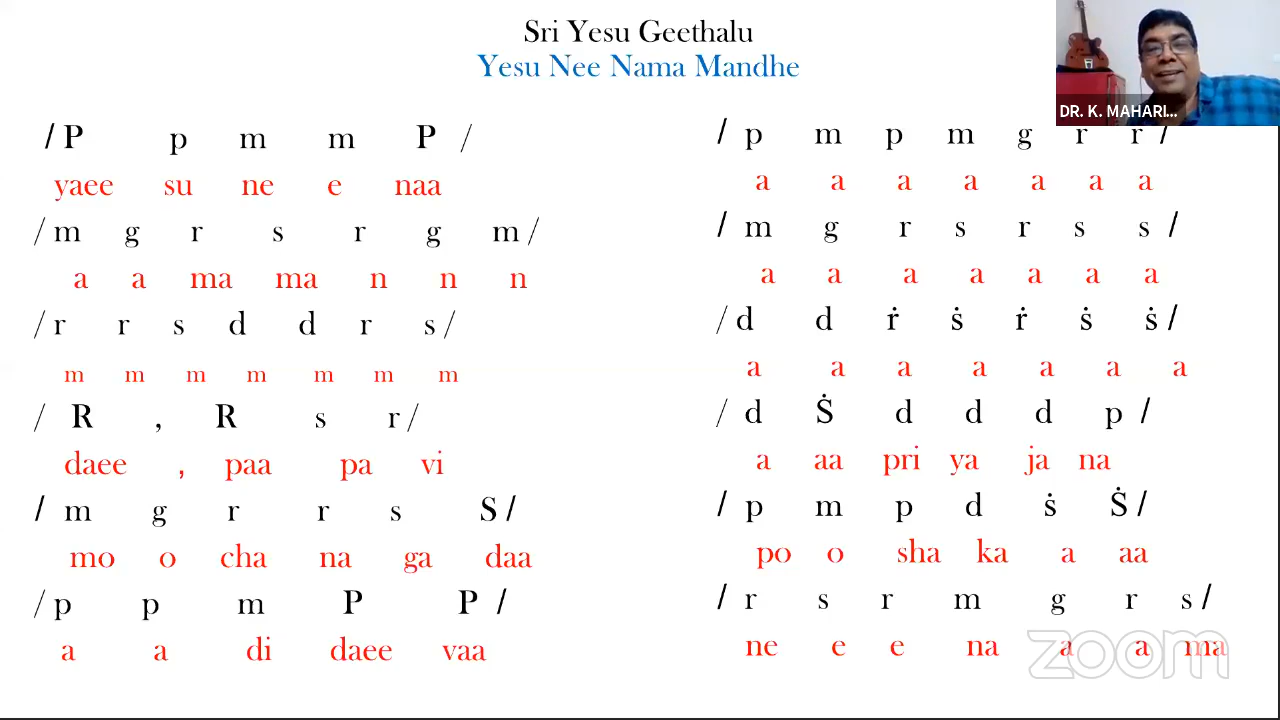 Sri Yesu Geethalu
Yesu Nee Nama Mandhe
DR. K. MAHARI...
/ P p m m P /
yaee su ne e naa
/ m g r s r g m /
a a ma ma n n n
/ r r s d d r s /
m m m m m m m
/ R , R s r /
daee , paa pa vi
/ m g r r s S /
mo o cha na ga daa
/ p p m P P /
a a di daee vaa
/ p m p m g r r /
a a a a a a a
/ m g r s r s s /
a a a a a a a
/ d d ṙ ṡ ṙ ṡ ṡ /
a a a a a a a
/ d Ṡ d d d p /
a aa pri ya ja na
/ p m p d ṡ Ṡ /
po o sha ka a aa
/ r s r m g r s /
ne e e na a a ma
zoom